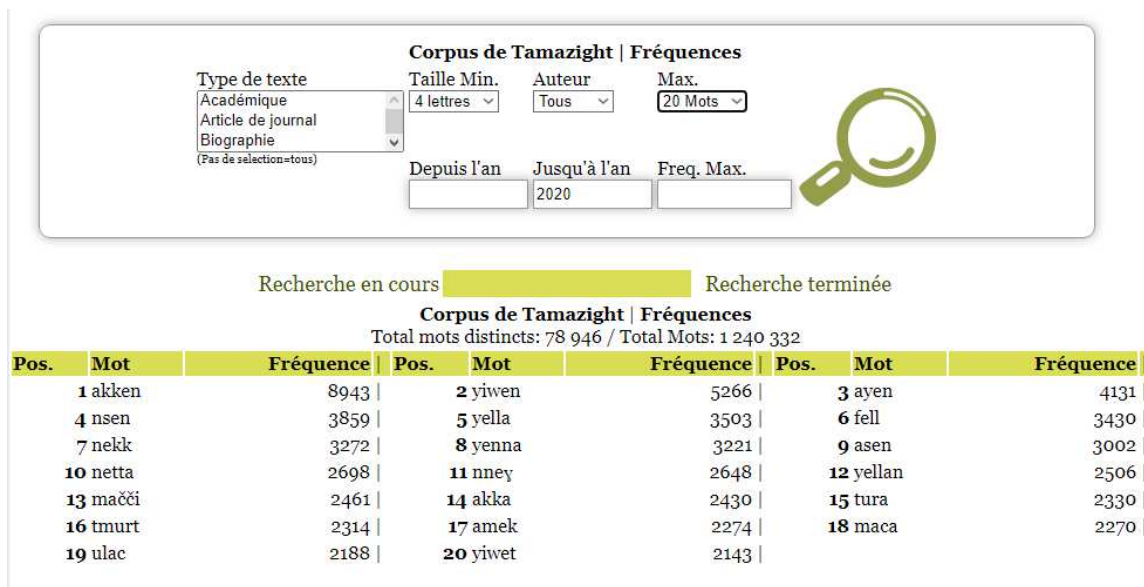 Corpus de Tamazight | Fréquences
Type de texte Taille Min. Auteur Max.
Académique 4 lettres Tous 20 Mots
Article de journal
Biographie
(Pas de selection=tous)
Depuis l'an Jusqu'à l'an Freq. Max.
2020
Recherche en cours Recherche terminée
Corpus de Tamazight | Fréquences
Total mots distincts: 78 946 / Total Mots: 1 240 332
Pos. Mot Fréquence | Pos. Mot Fréquence | Pos. Mot Fréquence |
1 akken 8943 | 2 yiwen 5266 | 3 ayen 4131 |
4 nsen 3859 | 5 yella 3503 | 6 fell 3430 |
7 nekk 3272 | 8 yenna 3221 | 9 asen 3002 |
10 netta 2698 | 11 nneɣ 2648 | 12 yellan 2506 |
13 mačči 2461 | 14 akka 2430 | 15 tura 2330 |
16 tmurt 2314 | 17 amek 2274 | 18 maca 2270 |
19 ulac 2188 | 20 yiwet 2143 |